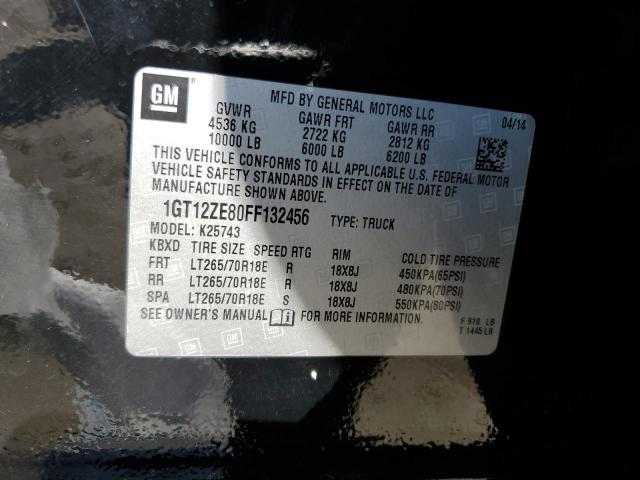 GM
MFD BY GENERAL MOTORS LLC
04/14
GVWR GAWR FRT GAWR RR
4536 KG 2722 KG 2812 KG
10000 LB 6000 LB 6200 LB
THIS VEHICLE CONFORMS TO ALL APPLICABLE U.S. FEDERAL MOTOR
VEHICLE SAFETY STANDARDS IN EFFECT ON THE DATE OF
MANUFACTURE SHOWN ABOVE.
1GT12ZE80FF132456 TYPE: TRUCK
MODEL: K25743
KBXD TIRE SIZE SPEED RTG RIM COLD TIRE PRESSURE
FRT LT265/70R18E R 18X8J 450KPA(65PSI)
RR LT265/70R18E R 18X8J 480KPA(70PSI)
SPA LT265/70R18E S 18X8J 550KPA(80PSI)
SEE OWNER'S MANUAL i FOR MORE INFORMATION.
F 910 LB
T 1445 LB